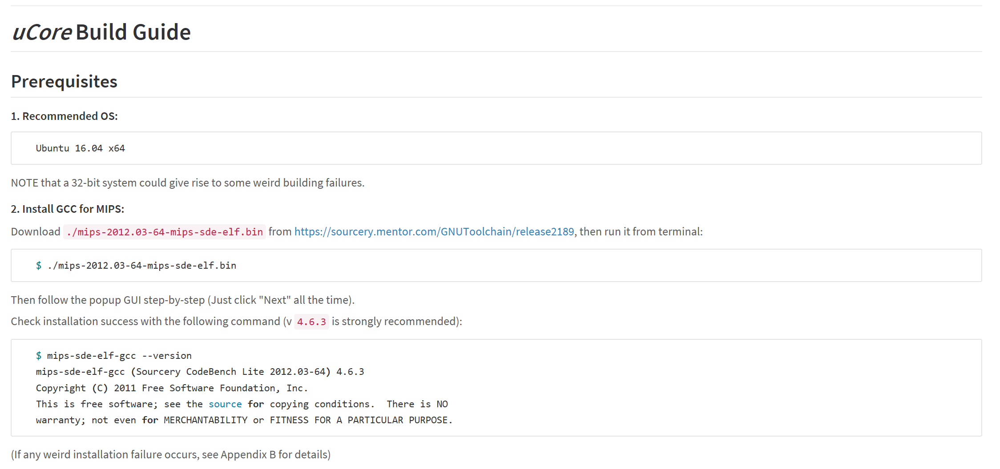 uCore Build Guide
Prerequisites
1. Recommended OS:
Ubuntu 16.04 x64
NOTE that a 32-bit system could give rise to some weird building failures.
2. Install GCC for MIPS:
Download ./mips-2012.03-64-mips-sde-elf.bin from https://sourcery.mentor.com/GNUToolchain/release2189, then run it from terminal:
$ ./mips-2012.03-64-mips-sde-elf.bin
Then follow the popup GUI step-by-step (Just click "Next" all the time).
Check installation success with the following command (v 4.6.3 is strongly recommended):
$ mips-sde-elf-gcc --version
mips-sde-elf-gcc (Sourcery CodeBench Lite 2012.03-64) 4.6.3
Copyright (C) 2011 Free Software Foundation, Inc.
This is free software; see the source for copying conditions.  There is NO
warranty; not even for MERCHANTABILITY or FITNESS FOR A PARTICULAR PURPOSE.
(If any weird installation failure occurs, see Appendix B for details)